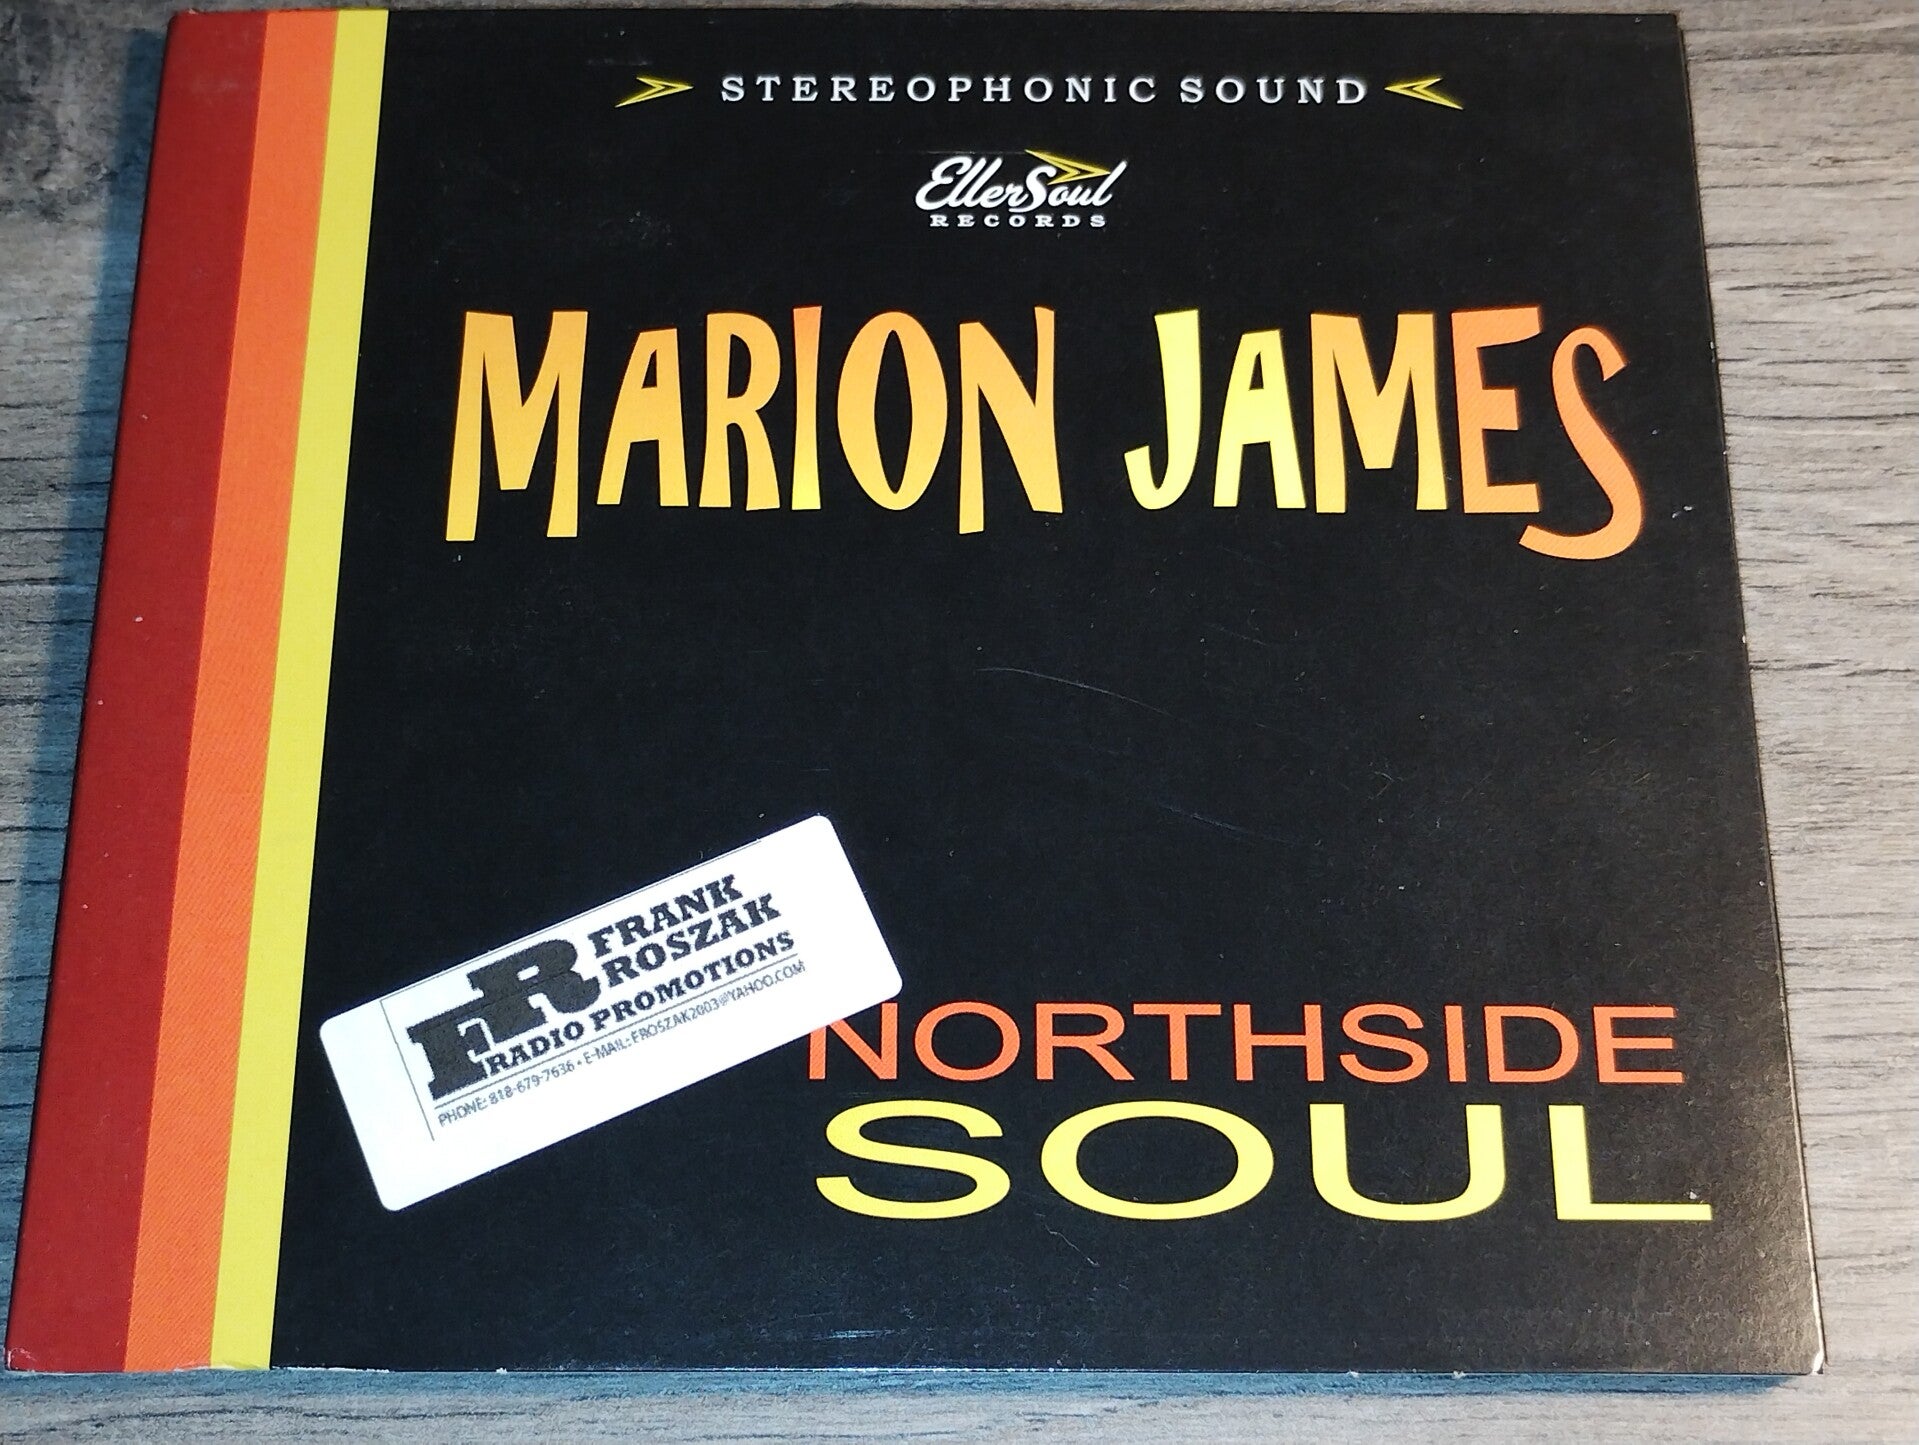 STEREOPHONIC SOUND
EllerSoul
RECORDS
MARION JAMES
FR
FRANK
ROSZAK
RADIO PROMOTIONS
PHONE: 818-679-7636 • E-MAIL: FROSZAK2003@YAHOO.COM
NORTHSIDE
SOUL